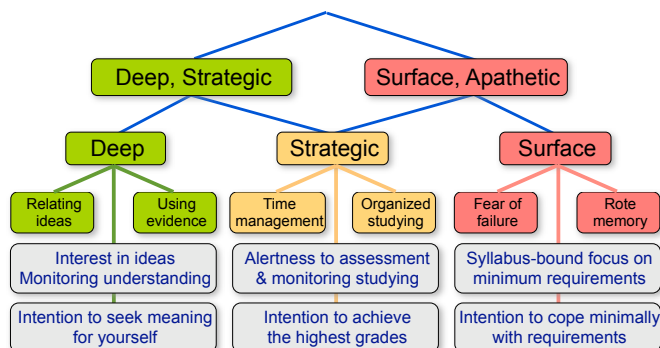 Deep, Strategic
Surface, Apathetic
Deep
Strategic
Surface
Relating
ideas
Using
evidence
Time
management
Organized
studying
Fear of
failure
Rote
memory
Interest in ideas
Monitoring understanding
Alertness to assessment
& monitoring studying
Syllabus-bound focus on
minimum requirements
Intention to seek meaning
for yourself
Intention to achieve
the highest grades
Intention to cope minimally
with requirements